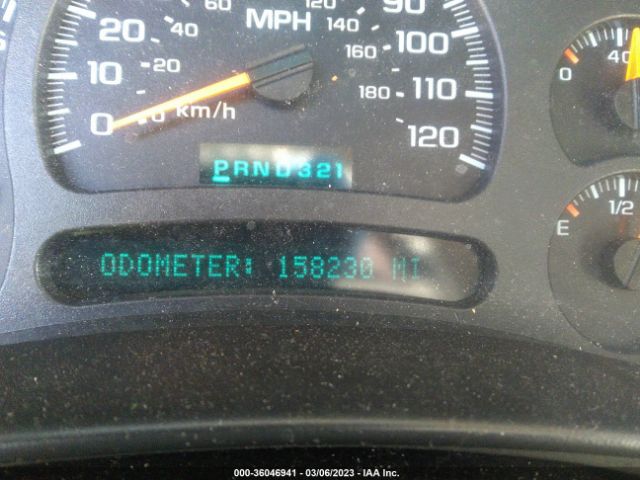 60 120 90
20 40 MPH 140 100
160
10 20 180 110
0 0 km/h 120
PRND321
ODOMETER: 158230 MI
0 40
E 1/2
000-36046941 - 03/06/2023 - IAA Inc.